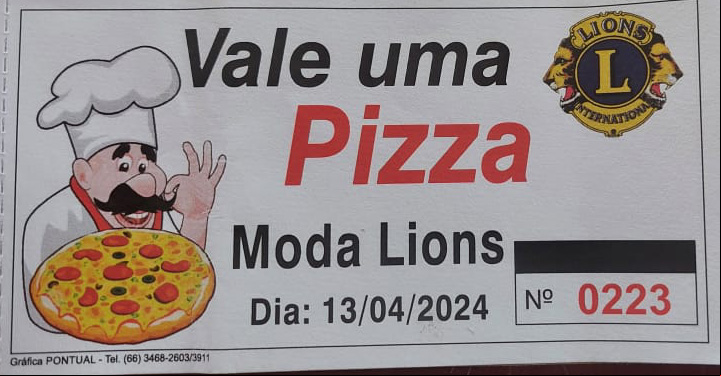 Vale uma
Pizza
LIONS
L
INTERNATIONAL
Moda Lions
Dia: 13/04/2024
Nº 0223
Gráfica PONTUAL - Tel. (66) 3468-2603/3911